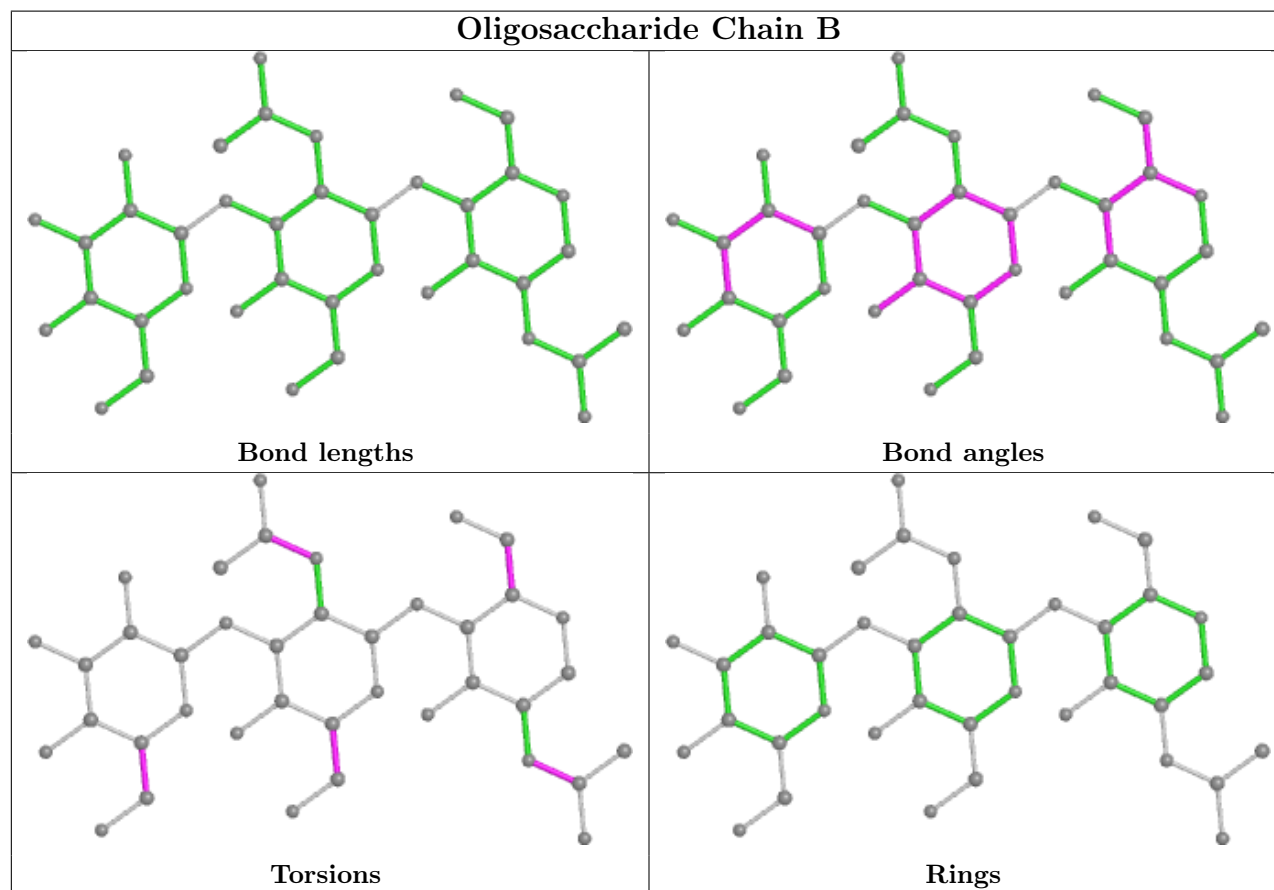 Oligosaccharide Chain B
Bond lengths
Bond angles
Torsions
Rings